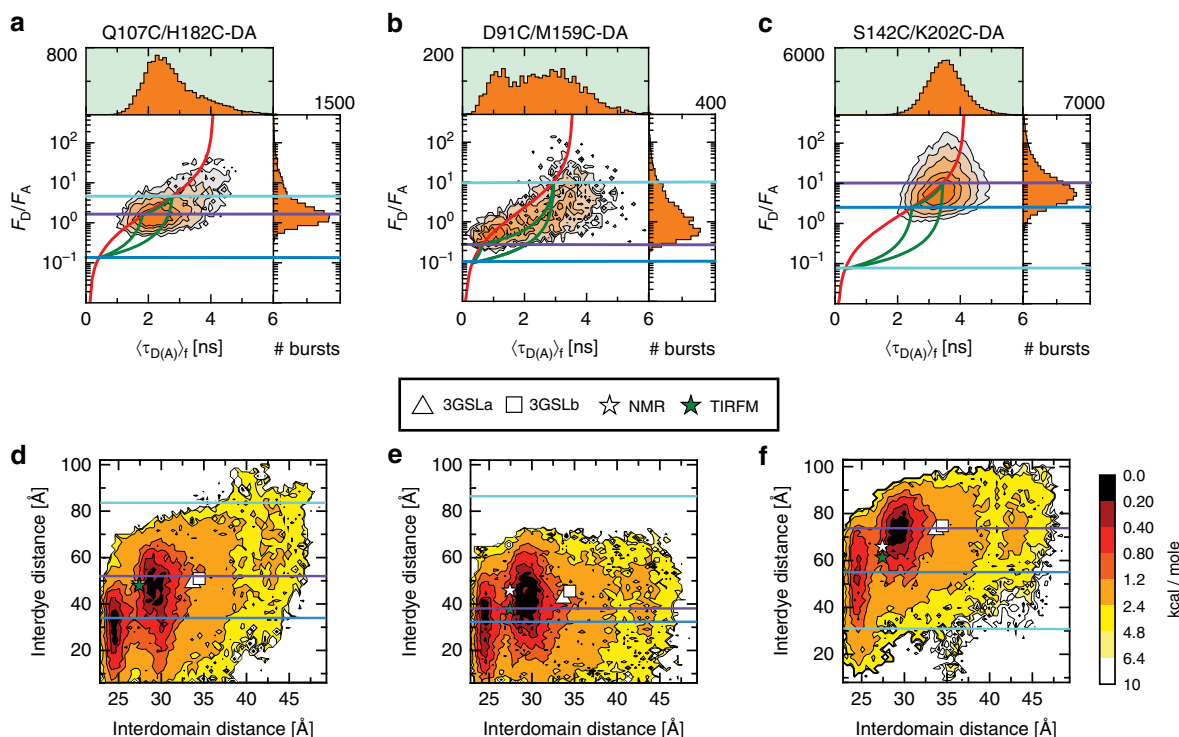 a
Q107C/H182C-DA
800
1500
10²
10¹
10⁰
10⁻¹
F_D/F_A
0 2 4 6
⟨τ_D(A)⟩_f [ns]
# bursts
b
D91C/M159C-DA
200
400
10²
10¹
10⁰
10⁻¹
F_D/F_A
0 2 4 6
⟨τ_D(A)⟩_f [ns]
# bursts
c
S142C/K202C-DA
6000
7000
10²
10¹
10⁰
10⁻¹
F_D/F_A
0 2 4 6
⟨τ_D(A)⟩_f [ns]
# bursts
3GSLa 3GSLb NMR TIRFM
d
100
80
60
40
20
Interdye distance [Å]
25 30 35 40 45
Interdomain distance [Å]
e
100
80
60
40
20
Interdye distance [Å]
25 30 35 40 45
Interdomain distance [Å]
f
100
80
60
40
20
Interdye distance [Å]
25 30 35 40 45
Interdomain distance [Å]
0.0
0.20
0.40
0.80
1.2
2.4
4.8
6.4
10
kcal / mole